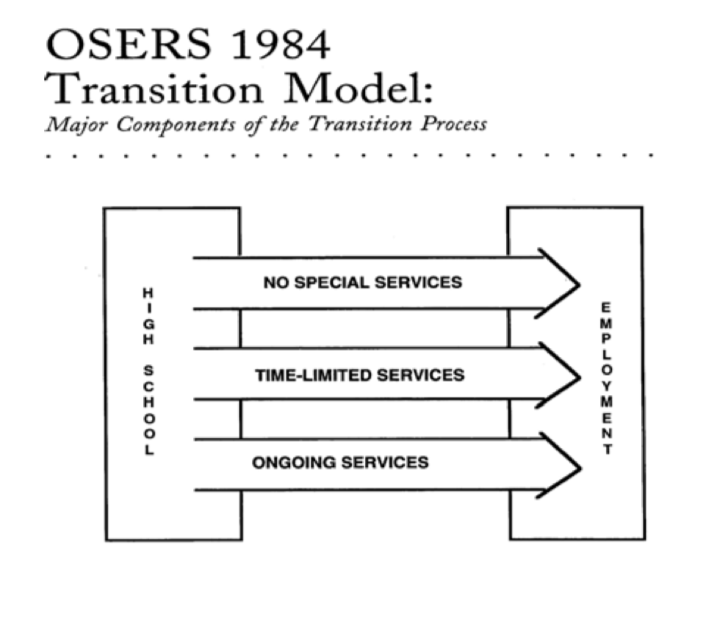 OSERS 1984
Transition Model:
Major Components of the Transition Process
HIGH SCHOOL
NO SPECIAL SERVICES
TIME-LIMITED SERVICES
ONGOING SERVICES
EMPLOYMENT